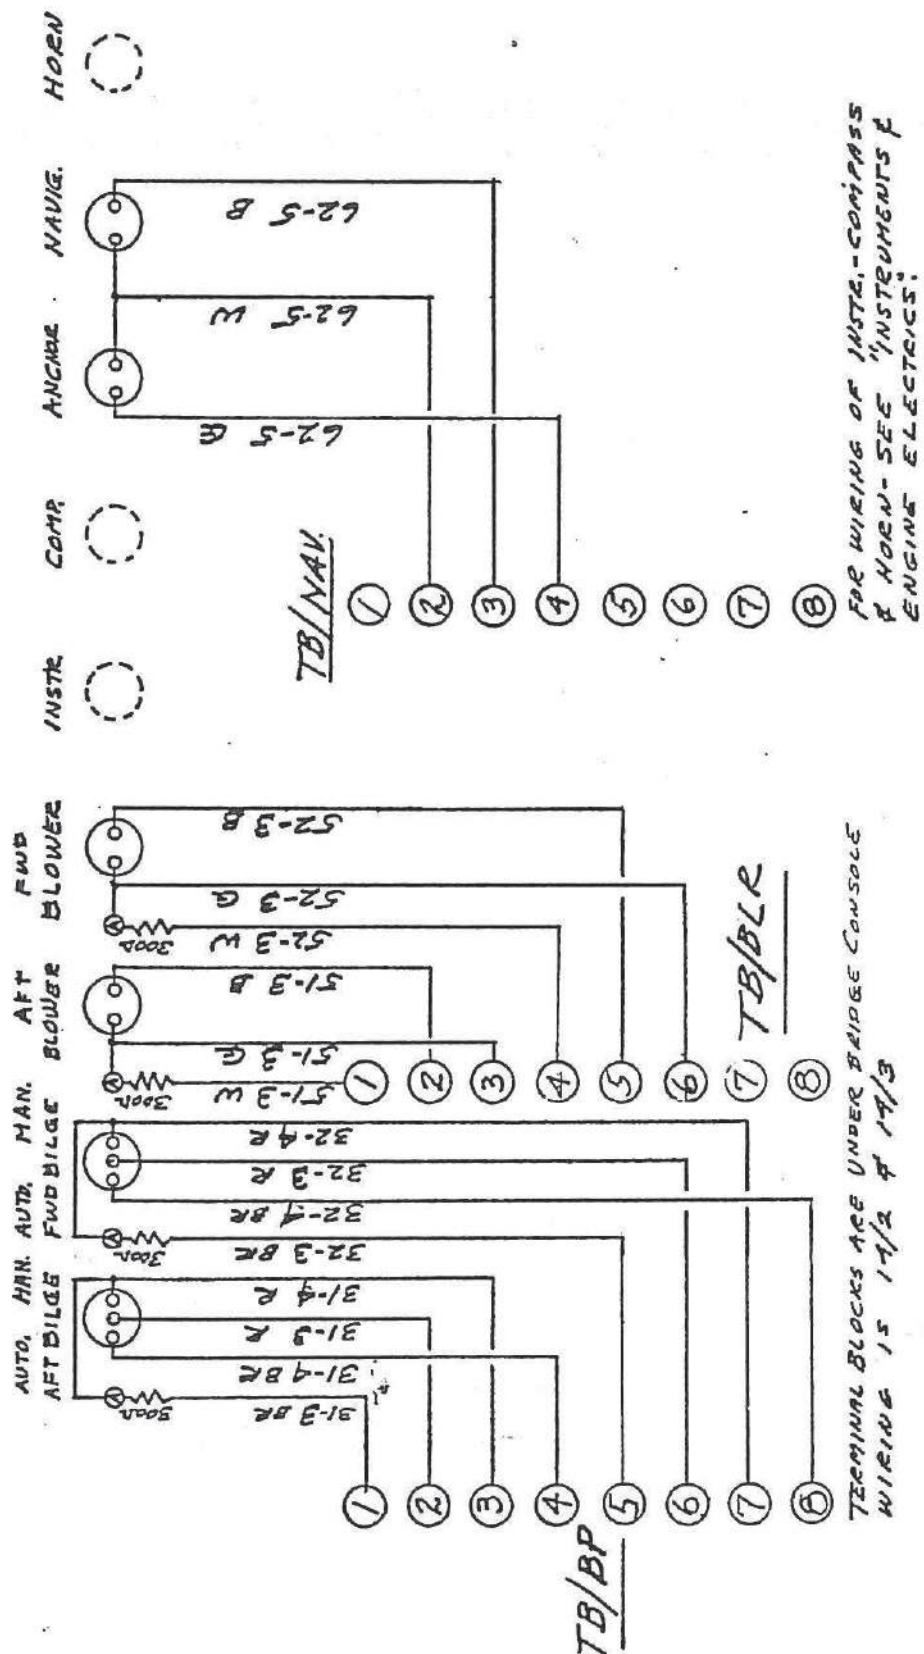 AUTO. MAN.
AFT BILGE
AUTO. MAN.
FWD BILGE
AFT
BLOWER
FWD
BLOWER
INSTR.
COMP.
ANCHOR
NAVIG.
HORN
300Ω
300Ω
300Ω
300Ω
31-3 BR
31-4 BR
31-3 R
31-4 R
32-3 BR
32-4 BR
32-3 R
32-4 R
51-3 W
51-3 G
51-3 B
52-3 W
52-3 G
52-3 B
62-5 G
62-5 W
62-5 B
TB/BP
1
2
3
4
5
6
7
8
TB/BLR
1
2
3
4
5
6
7
8
TB/NAV.
1
2
3
4
5
6
7
8
TERMINAL BLOCKS ARE UNDER BRIDGE CONSOLE
WIRING IS 14/2 & 14/3
FOR WIRING OF INSTR.-COMPASS
& HORN- SEE "INSTRUMENTS &
ENGINE ELECTRICS".